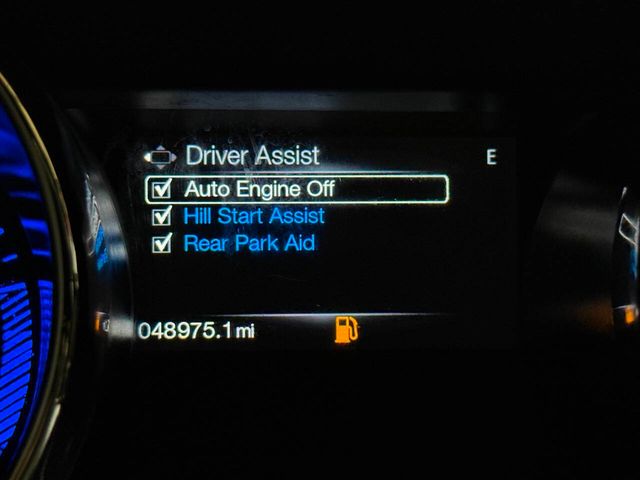 Driver Assist E
Auto Engine Off
Hill Start Assist
Rear Park Aid
048975.1 mi